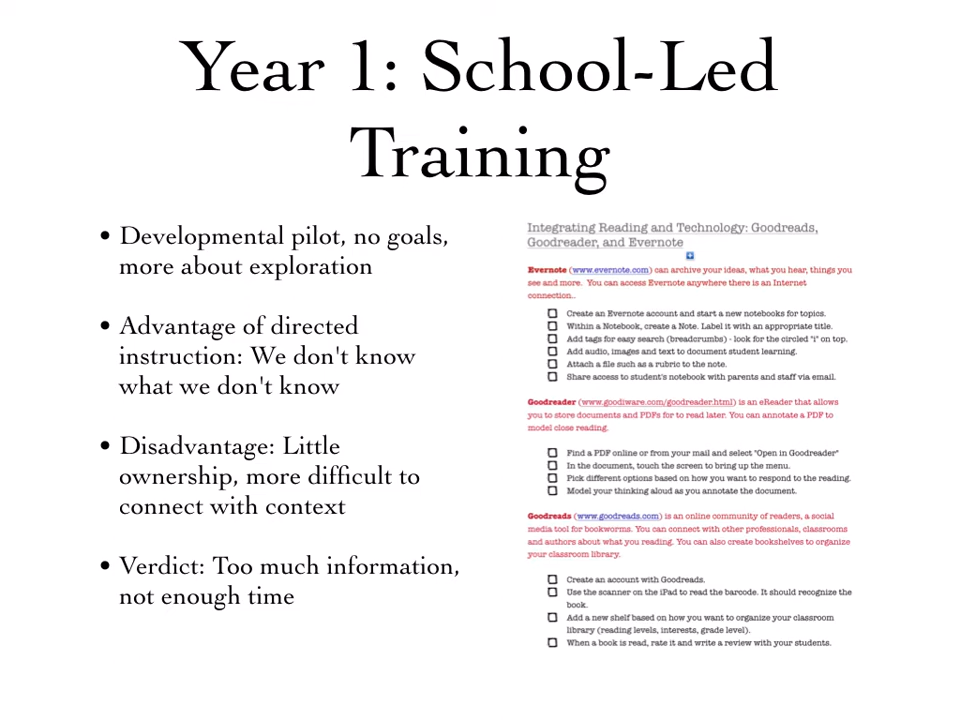 Year 1: School-Led
Training
• Developmental pilot, no goals,
more about exploration
• Advantage of directed
instruction: We don't know
what we don't know
• Disadvantage: Little
ownership, more difficult to
connect with context
• Verdict: Too much information,
not enough time
Integrating Reading and Technology: Goodreads,
Goodreader, and Evernote
Evernote (www.evernote.com) can archive your ideas, what you hear, things you
see and more. You can access Evernote anywhere there is an Internet
connection..
Create an Evernote account and start a new notebooks for topics.
Within a Notebook, create a Note. Label it with an appropriate title.
Add tags for easy search (breadcrumbs) - look for the circled "i" on top.
Add audio, images and text to document student learning.
Attach a file such as a rubric to the note.
Share access to student's notebook with parents and staff via email.
Goodreader (www.goodiware.com/goodreader.html) is an eReader that allows
you to store documents and PDFs for to read later. You can annotate a PDF to
model close reading.
Find a PDF online or from your mail and select "Open in Goodreader"
In the document, touch the screen to bring up the menu.
Pick different options based on how you want to respond to the reading.
Model your thinking aloud as you annotate the document.
Goodreads (www.goodreads.com) is an online community of readers, a social
media tool for bookworms. You can connect with other professionals, classrooms
and authors about what you reading. You can also create bookshelves to organize
your classroom library.
Create an account with Goodreads.
Use the scanner on the iPad to read the barcode. It should recognize the
book.
Add a new shelf based on how you want to organize your classroom
library (reading levels, interests, grade level).
When a book is read, rate it and write a review with your students.